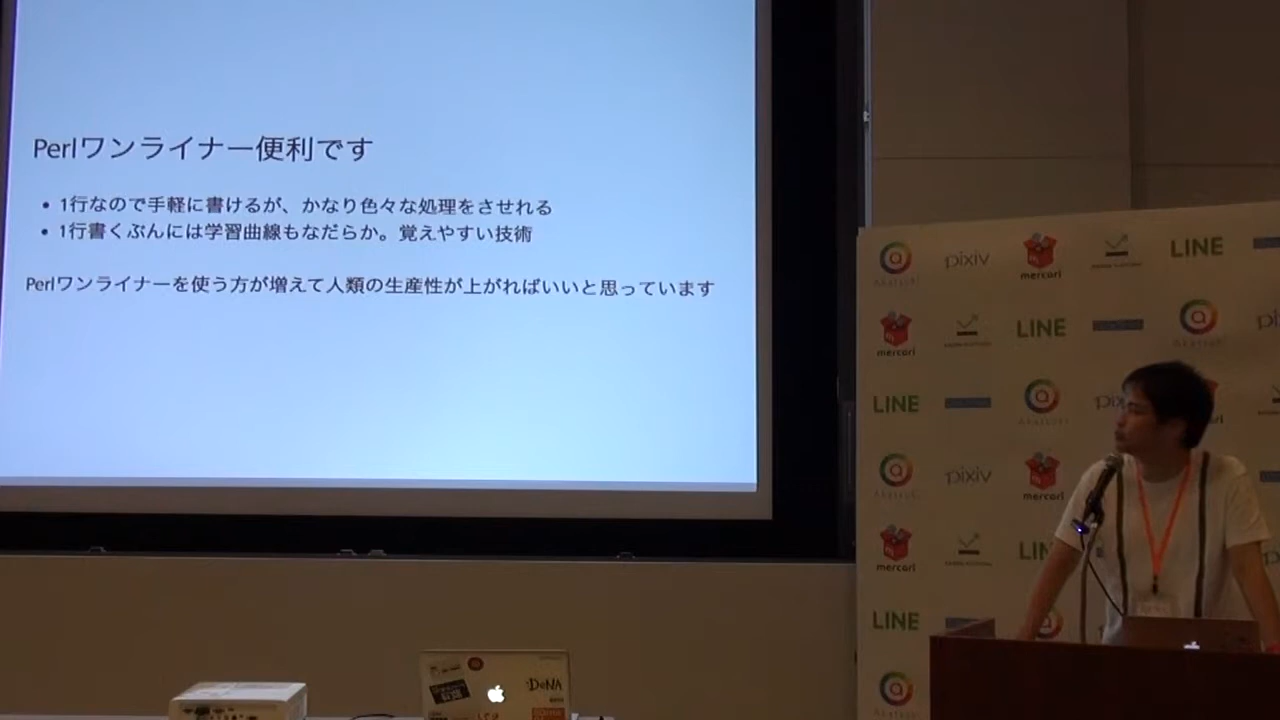 Perlワンライナー便利です
• 1行なので手軽に書けるが、かなり色々な処理をさせれる
• 1行書くぶんには学習曲線もなだらか。覚えやすい技術
Perlワンライナーを使う方が増えて人類の生産性が上がればいいと思っています
pixiv
mercari
LINE
mercari
LINE
LINE
pixiv
mercari
mercari
LINE
DeNA